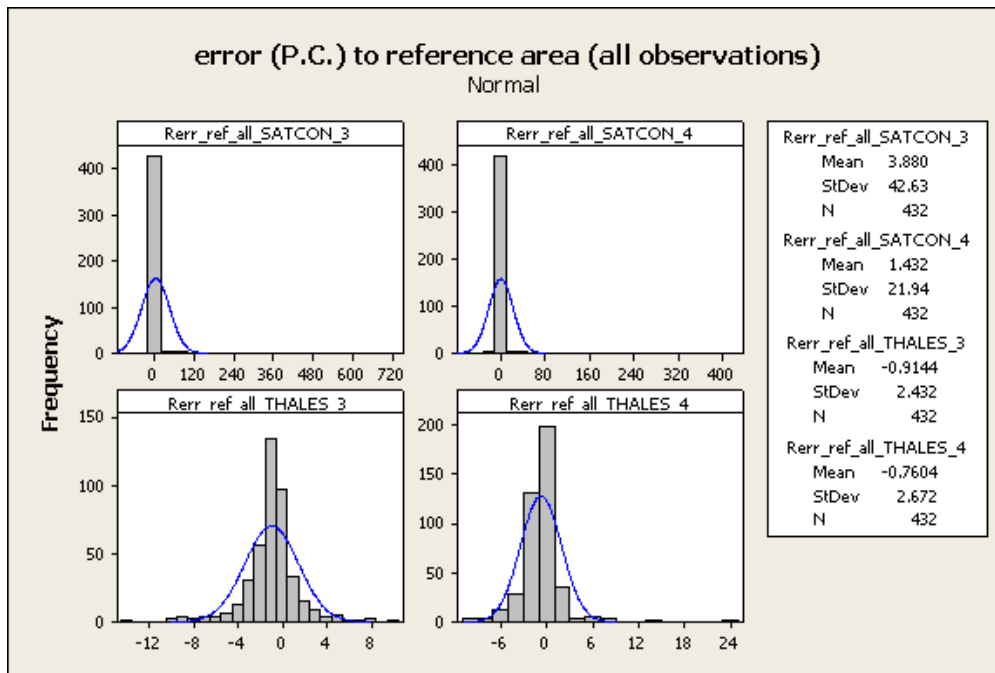 error (P.C.) to reference area (all observations)
Normal
Rerr_ref_all_SATCON_3
Rerr_ref_all_SATCON_4
400
300
200
100
0
400
300
200
100
0
0 120 240 360 480 600 720
0 80 160 240 320 400
Rerr_ref_all_THALES_3
Rerr_ref_all_THALES_4
150
100
50
0
200
150
100
50
0
-12 -8 -4 0 4 8
-6 0 6 12 18 24
Frequency
Rerr_ref_all_SATCON_3
Mean 3.880
StDev 42.63
N 432
Rerr_ref_all_SATCON_4
Mean 1.432
StDev 21.94
N 432
Rerr_ref_all_THALES_3
Mean -0.9144
StDev 2.432
N 432
Rerr_ref_all_THALES_4
Mean -0.7604
StDev 2.672
N 432